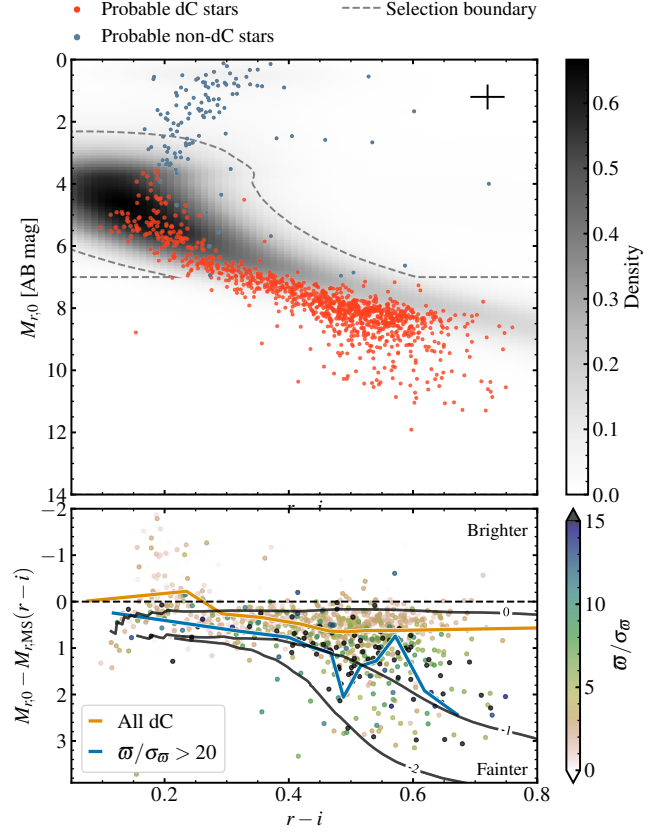 Probable dC stars
Selection boundary
Probable non-dC stars
0
2
4
6
8
10
12
14
M_{r,0} [AB mag]
0.6
0.5
0.4
0.3
0.2
0.1
0.0
Density
r − i
−2
−1
0
1
2
3
M_{r,0} − M_{r,MS}(r − i)
Brighter
0
-1
-2
All dC
ϖ/σ_ϖ > 20
Fainter
0.2
0.4
0.6
0.8
r − i
15
10
5
0
ϖ/σ_ϖ